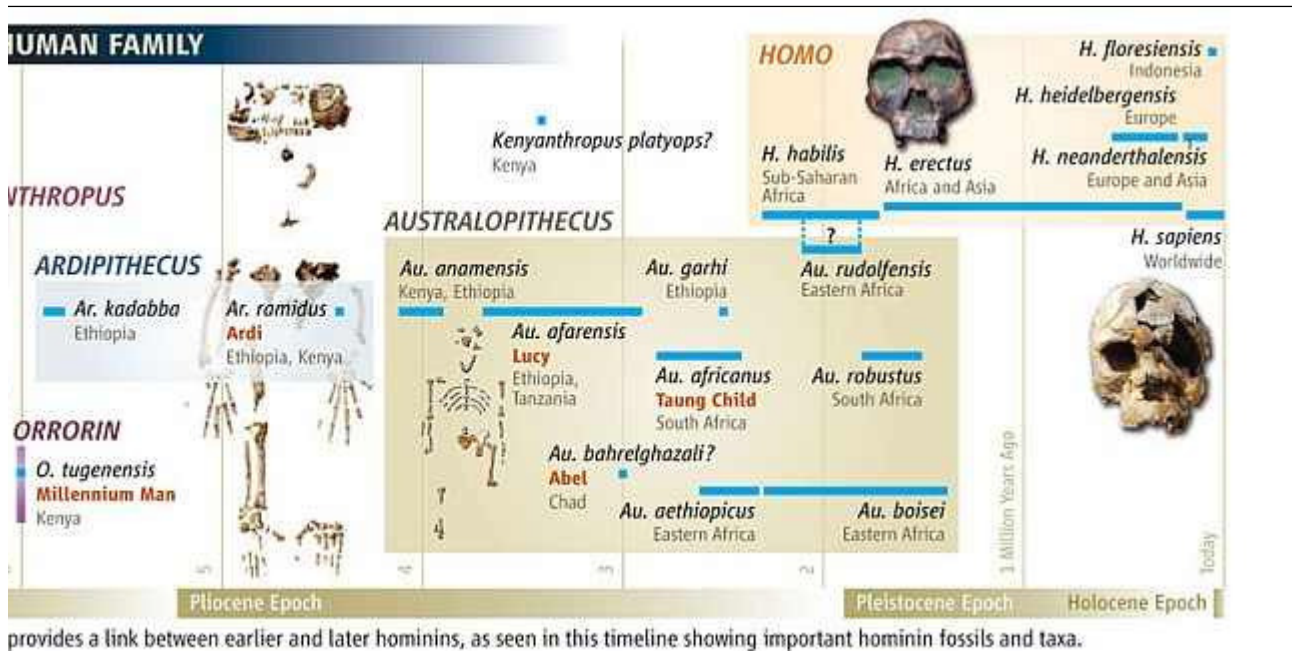 HUMAN FAMILY
HOMO
H. floresiensis
Indonesia
H. heidelbergensis
Europe
Kenyanthropus platyops?
Kenya
H. habilis
Sub-Saharan
Africa
H. erectus
Africa and Asia
H. neanderthalensis
Europe and Asia
?
NTHROPUS
AUSTRALOPITHECUS
?
H. sapiens
Worldwide
ARDIPITHECUS
Au. anamensis
Kenya, Ethiopia
Au. garhi
Ethiopia
Au. rudolfensis
Eastern Africa
Ar. kadabba
Ethiopia
Ar. ramidus
Ardi
Ethiopia, Kenya
Au. afarensis
Lucy
Ethiopia,
Tanzania
Au. africanus
Taung Child
South Africa
Au. robustus
South Africa
ORRORIN
O. tugenensis
Millennium Man
Kenya
Au. bahrelghazali?
Abel
Chad
Au. aethiopicus
Eastern Africa
Au. boisei
Eastern Africa
5
4
3
2
1 Million Years Ago
Today
Pliocene Epoch
Pleistocene Epoch
Holocene Epoch
provides a link between earlier and later hominins, as seen in this timeline showing important hominin fossils and taxa.